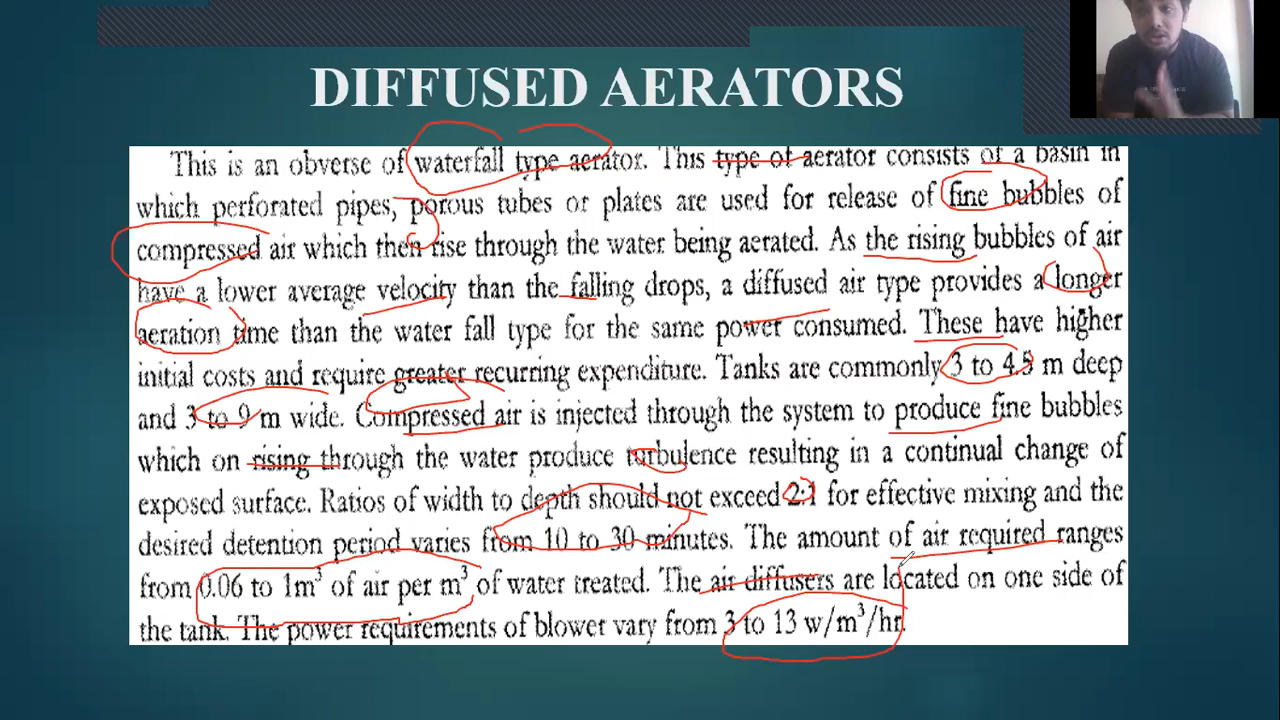 DIFFUSED AERATORS
This is an obverse of waterfall type aerator. This type of aerator consists of a basin in
which perforated pipes, porous tubes or plates are used for release of fine bubbles of
compressed air which then rise through the water being aerated. As the rising bubbles of air
have a lower average velocity than the falling drops, a diffused air type provides a longer
aeration time than the water fall type for the same power consumed. These have higher
initial costs and require greater recurring expenditure. Tanks are commonly 3 to 4.5 m deep
and 3 to 9 m wide. Compressed air is injected through the system to produce fine bubbles
which on rising through the water produce turbulence resulting in a continual change of
exposed surface. Ratios of width to depth should not exceed 2:1 for effective mixing and the
desired detention period varies from 10 to 30 minutes. The amount of air required ranges
from 0.06 to 1m³ of air per m³ of water treated. The air diffusers are located on one side of
the tank. The power requirements of blower vary from 3 to 13 w/m³/hr.